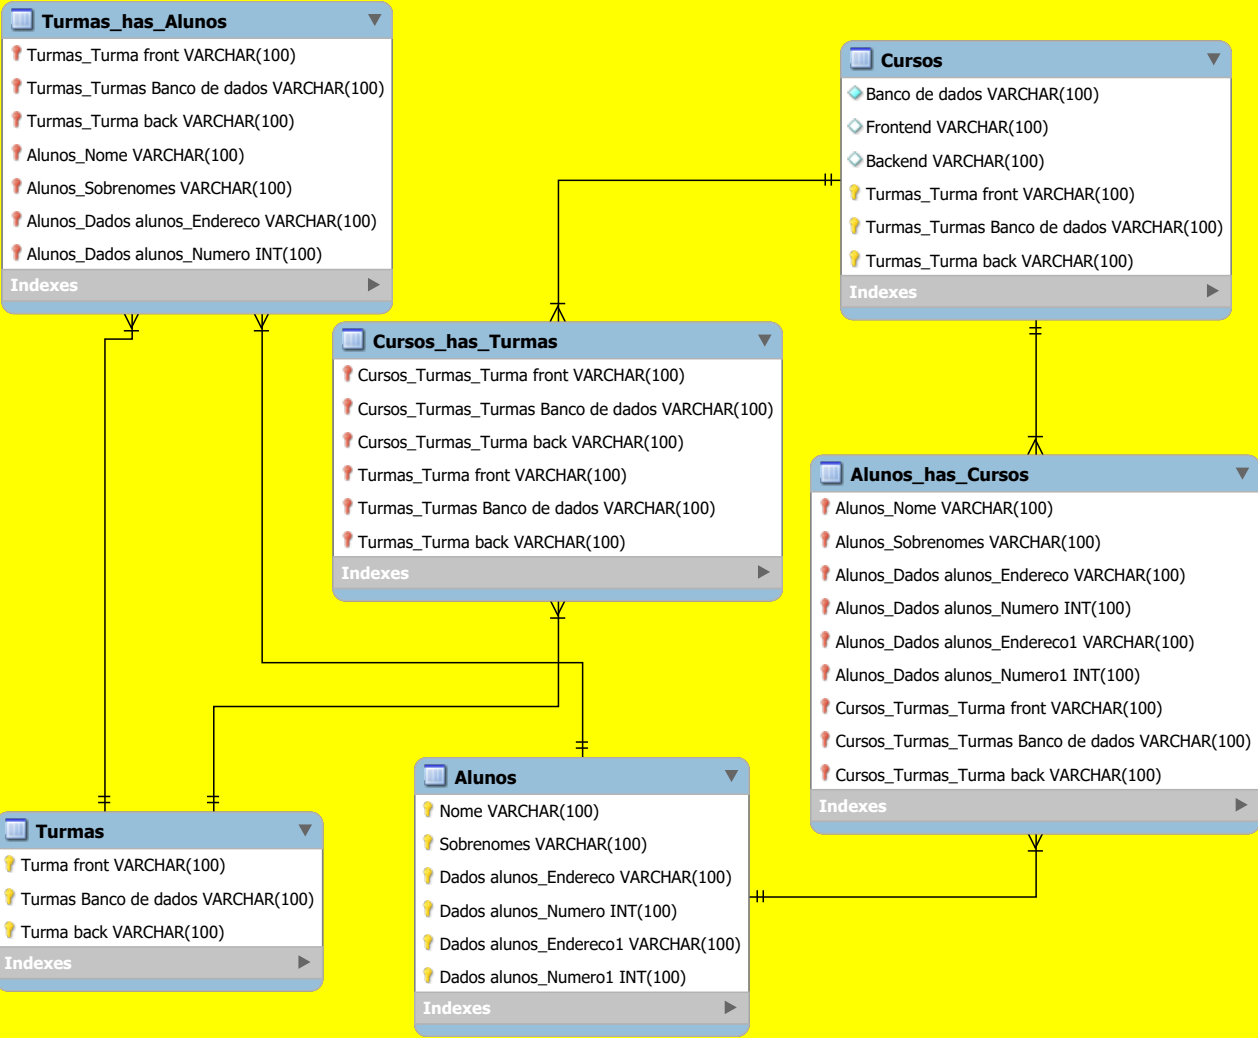 Turmas_has_Alunos
Turmas_Turma front VARCHAR(100)
Turmas_Turmas Banco de dados VARCHAR(100)
Turmas_Turma back VARCHAR(100)
Alunos_Nome VARCHAR(100)
Alunos_Sobrenomes VARCHAR(100)
Alunos_Dados alunos_Endereco VARCHAR(100)
Alunos_Dados alunos_Numero INT(100)
Indexes
Cursos
Banco de dados VARCHAR(100)
Frontend VARCHAR(100)
Backend VARCHAR(100)
Turmas_Turma front VARCHAR(100)
Turmas_Turmas Banco de dados VARCHAR(100)
Turmas_Turma back VARCHAR(100)
Indexes
Cursos_has_Turmas
Cursos_Turmas_Turma front VARCHAR(100)
Cursos_Turmas_Turmas Banco de dados VARCHAR(100)
Cursos_Turmas_Turma back VARCHAR(100)
Turmas_Turma front VARCHAR(100)
Turmas_Turmas Banco de dados VARCHAR(100)
Turmas_Turma back VARCHAR(100)
Indexes
Alunos_has_Cursos
Alunos_Nome VARCHAR(100)
Alunos_Sobrenomes VARCHAR(100)
Alunos_Dados alunos_Endereco VARCHAR(100)
Alunos_Dados alunos_Numero INT(100)
Alunos_Dados alunos_Endereco1 VARCHAR(100)
Alunos_Dados alunos_Numero1 INT(100)
Cursos_Turmas_Turma front VARCHAR(100)
Cursos_Turmas_Turmas Banco de dados VARCHAR(100)
Cursos_Turmas_Turma back VARCHAR(100)
Indexes
Turmas
Turma front VARCHAR(100)
Turmas Banco de dados VARCHAR(100)
Turma back VARCHAR(100)
Indexes
Alunos
Nome VARCHAR(100)
Sobrenomes VARCHAR(100)
Dados alunos_Endereco VARCHAR(100)
Dados alunos_Numero INT(100)
Dados alunos_Endereco1 VARCHAR(100)
Dados alunos_Numero1 INT(100)
Indexes